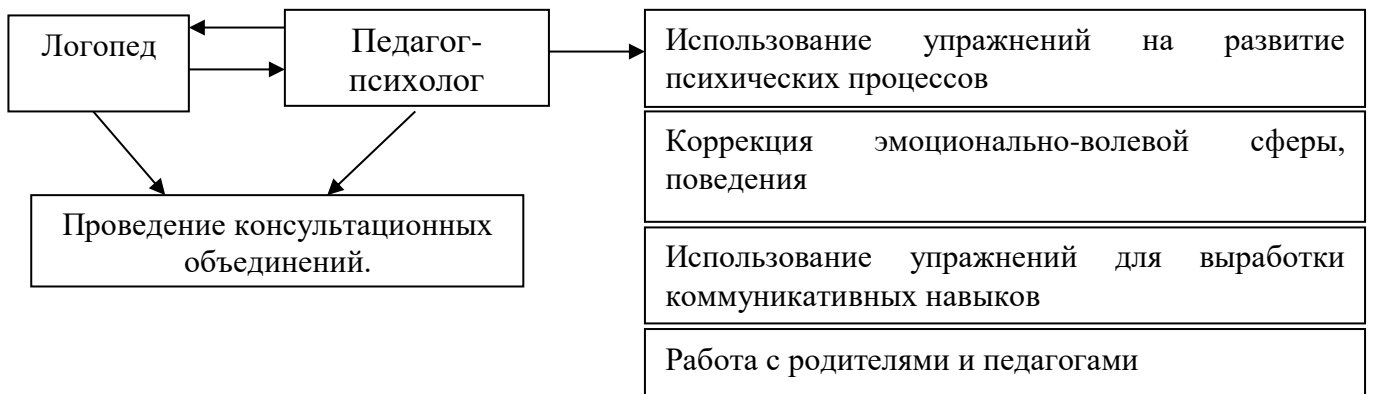 Логопед
Педагог-
психолог
Проведение консультационных
объединений.
Использование упражнений на развитие
психических процессов
Коррекция эмоционально-волевой сферы,
поведения
Использование упражнений для выработки
коммуникативных навыков
Работа с родителями и педагогами